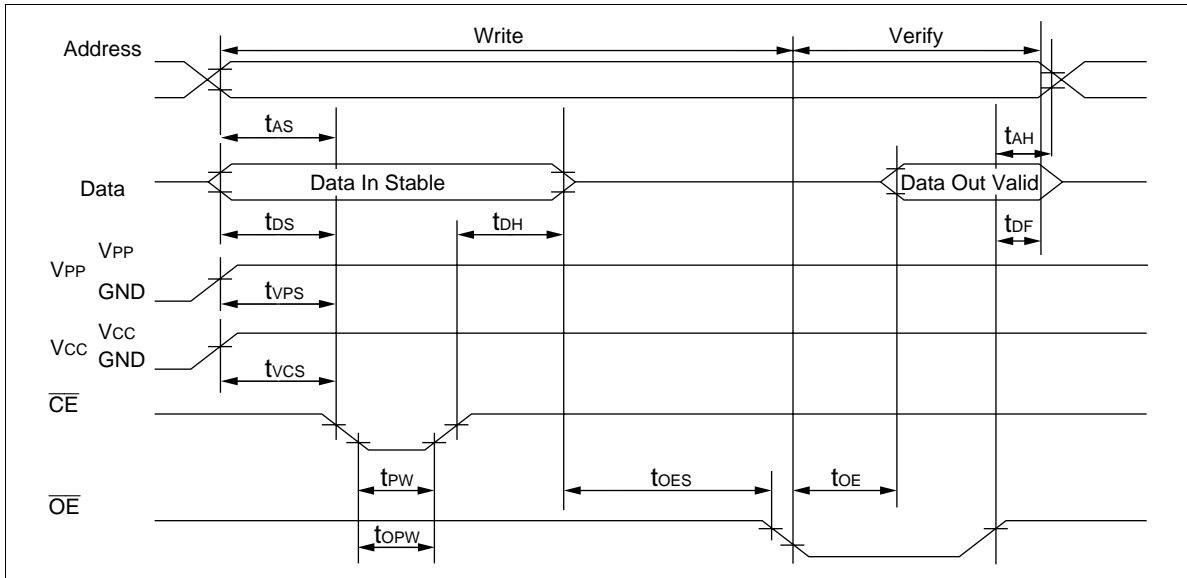 Write Verify
Address
tAS
tAH
Data Data In Stable Data Out Valid
tDS tDH tDF
VPP
VPP
GND
tVPS
VCC
VCC
GND
tVCS
CE
tPW tOES tOE
OE
tOPW